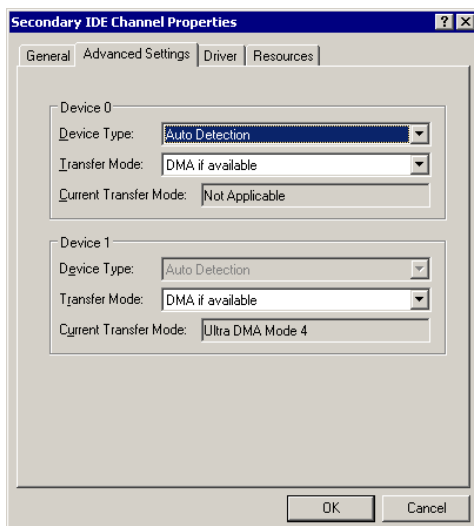 Secondary IDE Channel Properties
General Advanced Settings Driver Resources
Device 0
Device Type: Auto Detection
Transfer Mode: DMA if available
Current Transfer Mode: Not Applicable
Device 1
Device Type: Auto Detection
Transfer Mode: DMA if available
Current Transfer Mode: Ultra DMA Mode 4
OK Cancel